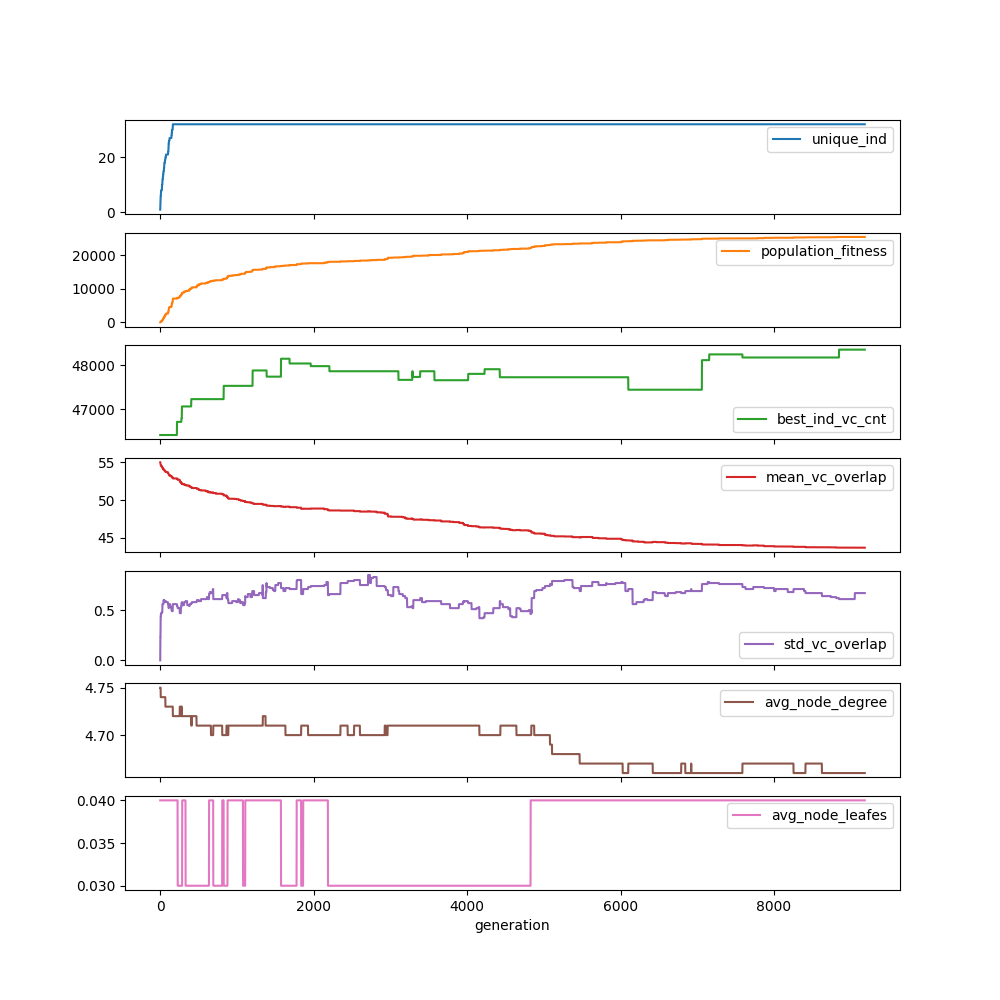 20
0
unique_ind
20000
10000
0
population_fitness
48000
47000
best_ind_vc_cnt
55
50
45
mean_vc_overlap
0.5
0.0
std_vc_overlap
4.75
4.70
avg_node_degree
0.040
0.035
0.030
avg_node_leafes
0 2000 4000 6000 8000
generation